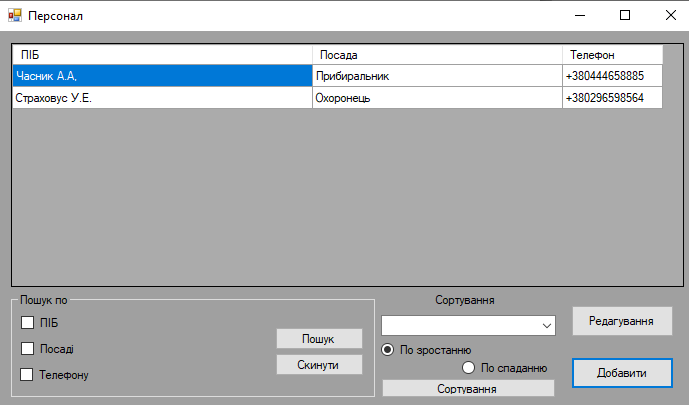 Персонал
ПІБ Посада Телефон
Часник А.А, Прибиральник +380444658885
Страховус У.Е. Охоронець +380296598564
Пошук по
ПІБ
Посаді
Телефону
Пошук
Скинути
Сортування
По зростанню
По спаданню
Сортування
Редагування
Добавити